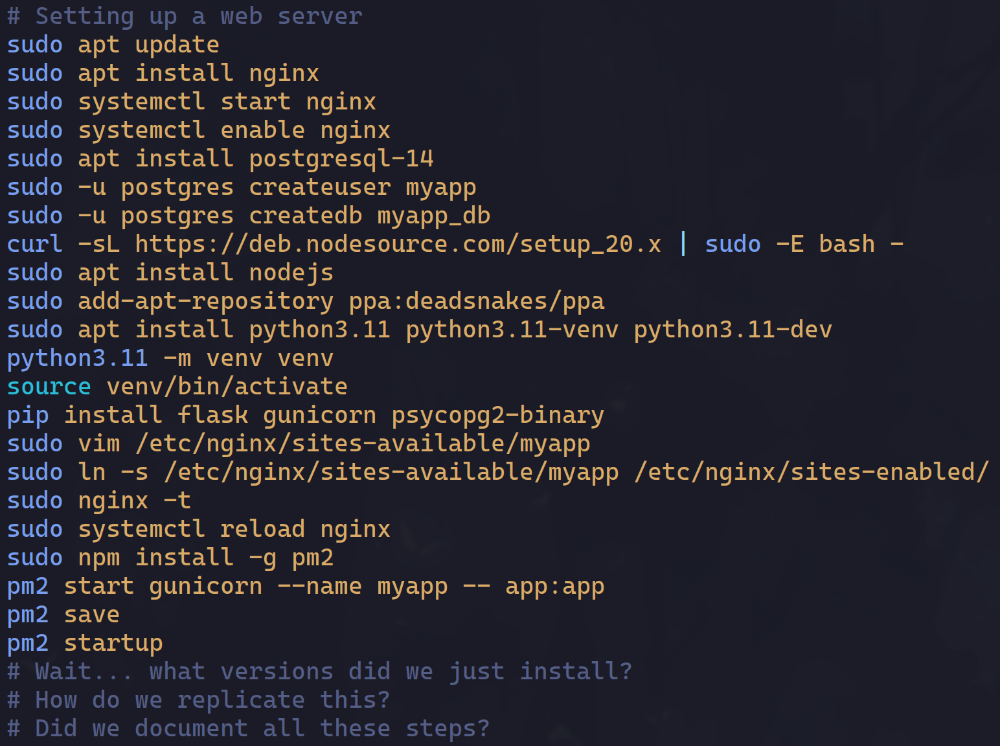 # Setting up a web server
sudo apt update
sudo apt install nginx
sudo systemctl start nginx
sudo systemctl enable nginx
sudo apt install postgresql-14
sudo -u postgres createuser myapp
sudo -u postgres createdb myapp_db
curl -sL https://deb.nodesource.com/setup_20.x | sudo -E bash -
sudo apt install nodejs
sudo add-apt-repository ppa:deadsnakes/ppa
sudo apt install python3.11 python3.11-venv python3.11-dev
python3.11 -m venv venv
source venv/bin/activate
pip install flask gunicorn psycopg2-binary
sudo vim /etc/nginx/sites-available/myapp
sudo ln -s /etc/nginx/sites-available/myapp /etc/nginx/sites-enabled/
sudo nginx -t
sudo systemctl reload nginx
sudo npm install -g pm2
pm2 start gunicorn --name myapp -- app:app
pm2 save
pm2 startup
# Wait... what versions did we just install?
# How do we replicate this?
# Did we document all these steps?